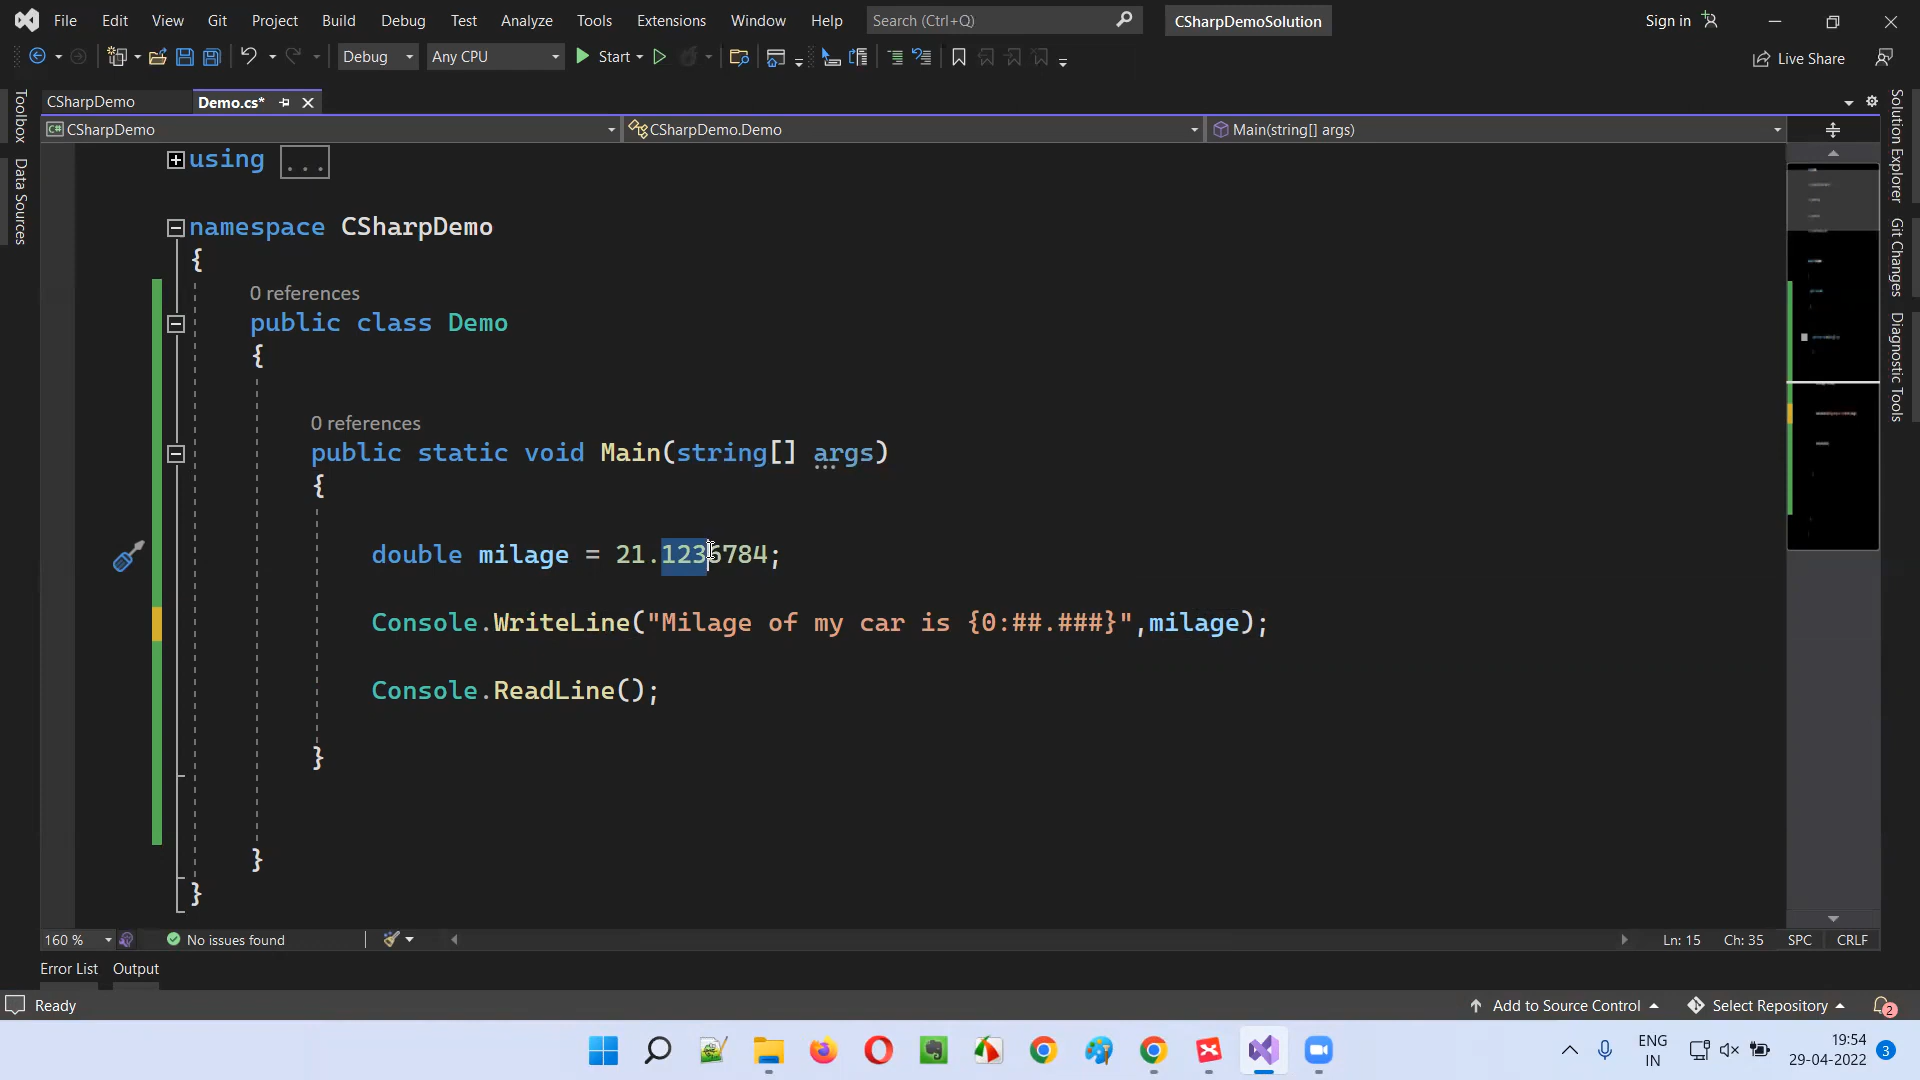 File Edit View Git Project Build Debug Test Analyze Tools Extensions Window Help Search (Ctrl+Q) CSharpDemoSolution Sign in
Debug Any CPU Start Live Share
CSharpDemo Demo.cs*
CSharpDemo CSharpDemo.Demo Main(string[] args)
Toolbox
Data Sources
using ...
namespace CSharpDemo
{
0 references
public class Demo
{
0 references
public static void Main(string[] args)
{
double milage = 21.1236784;
Console.WriteLine("Milage of my car is {0:##.###}",milage);
Console.ReadLine();
}
}
}
Solution Explorer
Git Changes
Diagnostic Tools
160 % No issues found Ln: 15 Ch: 35 SPC CRLF
Error List Output
Ready Add to Source Control Select Repository 2
ENG 19:54
IN 29-04-2022 3